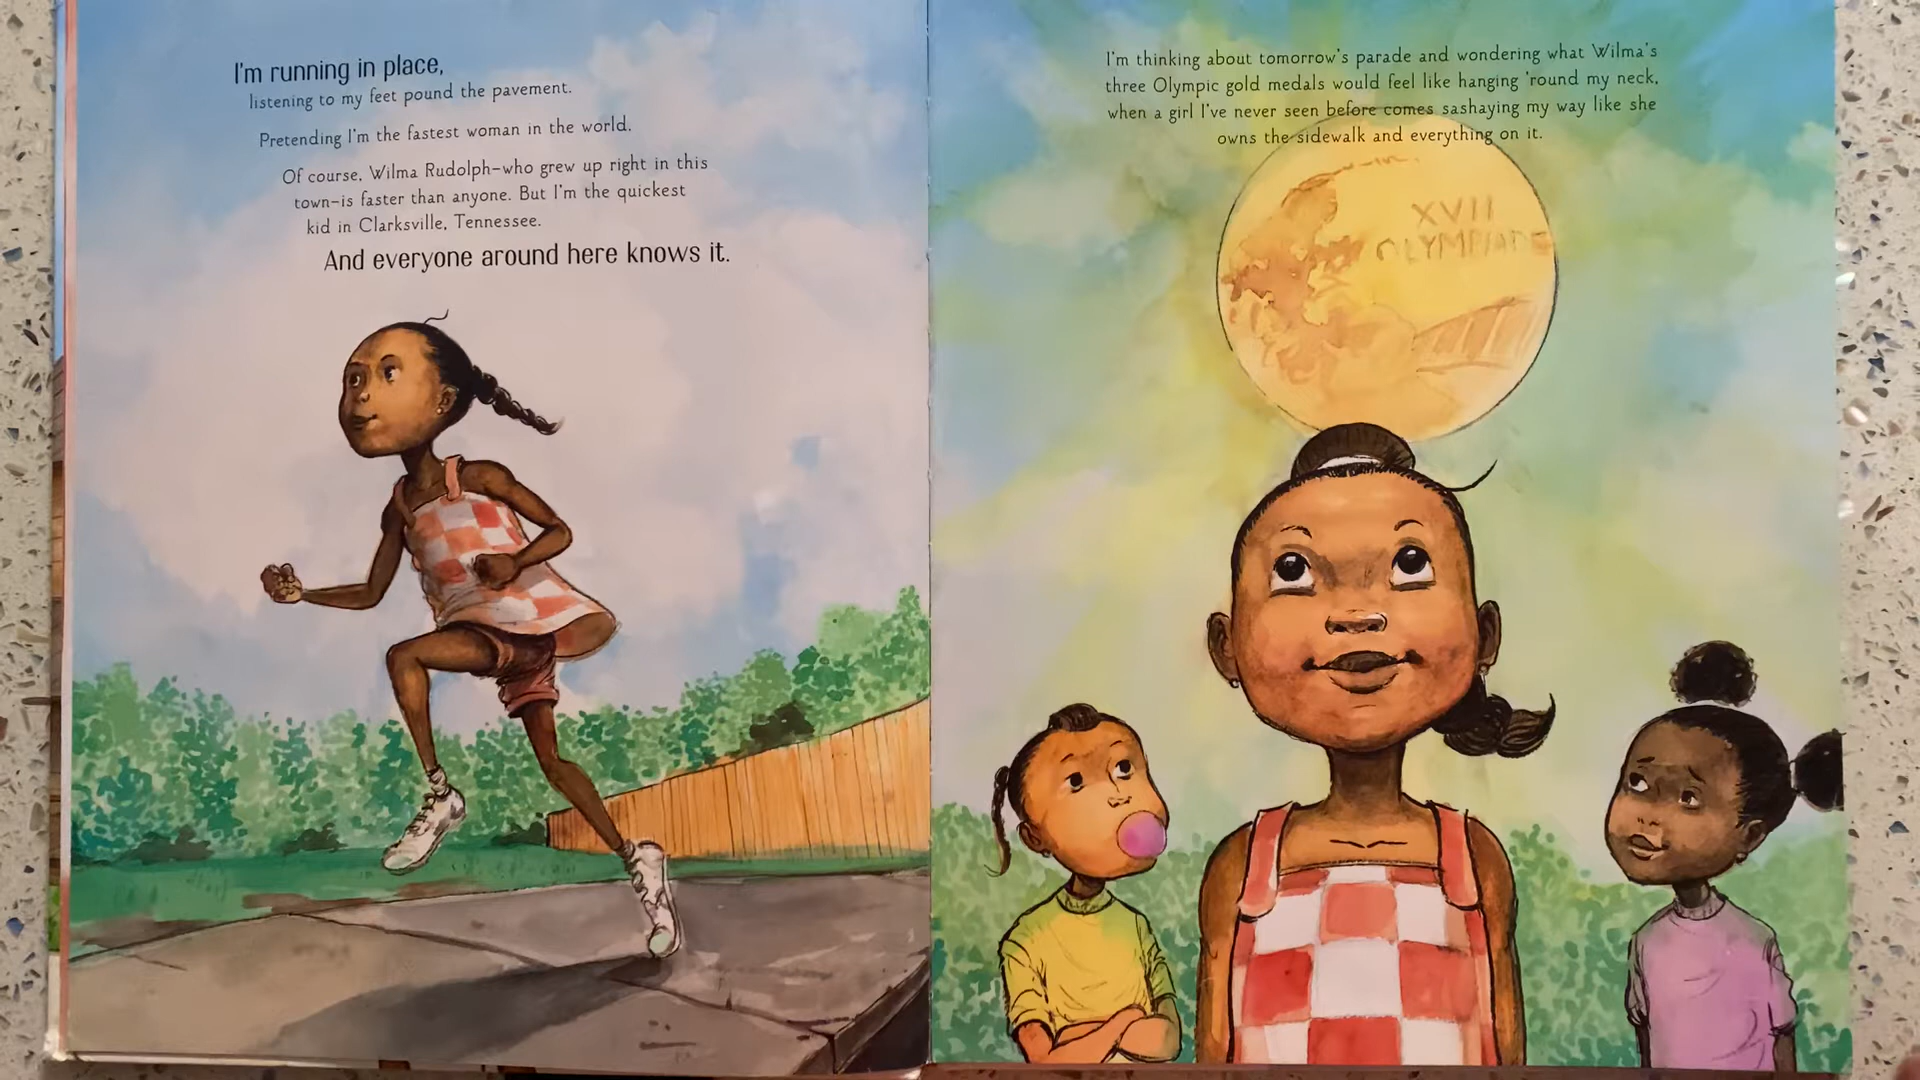 I'm running in place,
listening to my feet pound the pavement.
Pretending I'm the fastest woman in the world.
Of course, Wilma Rudolph—who grew up right in this
town—is faster than anyone. But I'm the quickest
kid in Clarksville, Tennessee.
And everyone around here knows it.
I'm thinking about tomorrow's parade and wondering what Wilma's
three Olympic gold medals would feel like hanging 'round my neck,
when a girl I've never seen before comes sashaying my way like she
owns the sidewalk and everything on it.
XVII
OLYMPIADE